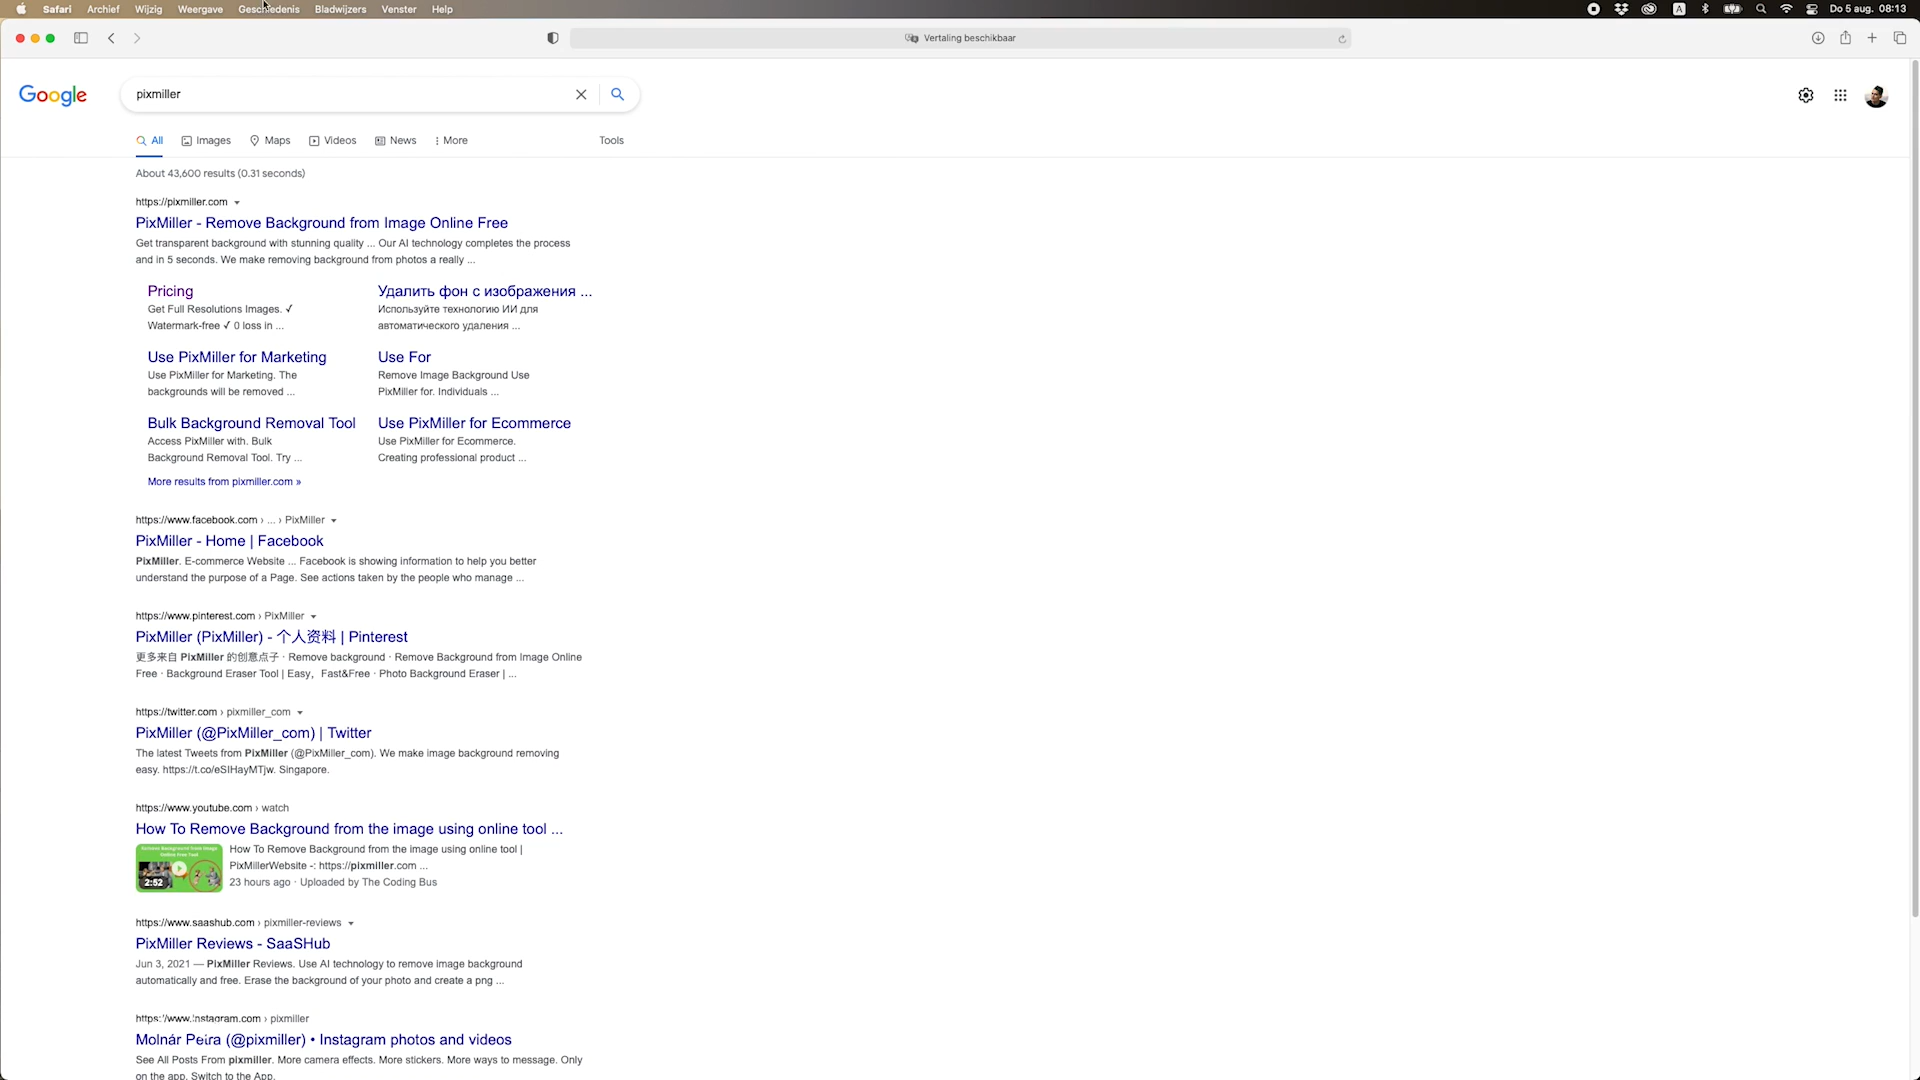 Safari Archief Wijzig Weergave Geschiedenis Bladwijzers Venster Help
A Do 5 aug. 08:13
Vertaling beschikbaar
Google
pixmiller
All Images Maps Videos News More Tools
About 43,600 results (0.31 seconds)
https://pixmiller.com
PixMiller - Remove Background from Image Online Free
Get transparent background with stunning quality ... Our AI technology completes the process
and in 5 seconds. We make removing background from photos a really ...
Pricing
Get Full Resolutions Images. ✓
Watermark-free ✓ 0 loss in ...
Удалить фон с изображения ...
Используйте технологию ИИ для
автоматического удаления ...
Use PixMiller for Marketing
Use PixMiller for Marketing. The
backgrounds will be removed ...
Use For
Remove Image Background Use
PixMiller for. Individuals ...
Bulk Background Removal Tool
Access PixMiller with. Bulk
Background Removal Tool. Try ...
Use PixMiller for Ecommerce
Use PixMiller for Ecommerce.
Creating professional product ...
More results from pixmiller.com »
https://www.facebook.com › ... › PixMiller
PixMiller - Home | Facebook
PixMiller. E-commerce Website ... Facebook is showing information to help you better
understand the purpose of a Page. See actions taken by the people who manage ...
https://www.pinterest.com › PixMiller
PixMiller (PixMiller) - 个人资料 | Pinterest
更多来自 PixMiller 的创意点子 · Remove background · Remove Background from Image Online
Free · Background Eraser Tool | Easy，Fast&Free · Photo Background Eraser | ...
https://twitter.com › pixmiller_com
PixMiller (@PixMiller_com) | Twitter
The latest Tweets from PixMiller (@PixMiller_com). We make image background removing
easy. https://t.co/eSIHayMTjw. Singapore.
https://www.youtube.com › watch
How To Remove Background from the image using online tool ...
2:52
How To Remove Background from the image using online tool |
PixMillerWebsite -: https://pixmiller.com ...
23 hours ago · Uploaded by The Coding Bus
https://www.saashub.com › pixmiller-reviews
PixMiller Reviews - SaaSHub
Jun 3, 2021 — PixMiller Reviews. Use AI technology to remove image background
automatically and free. Erase the background of your photo and create a png ...
https://www.instagram.com › pixmiller
Molnár Petra (@pixmiller) • Instagram photos and videos
See All Posts From pixmiller. More camera effects. More stickers. More ways to message. Only
on the app. Switch to the App.